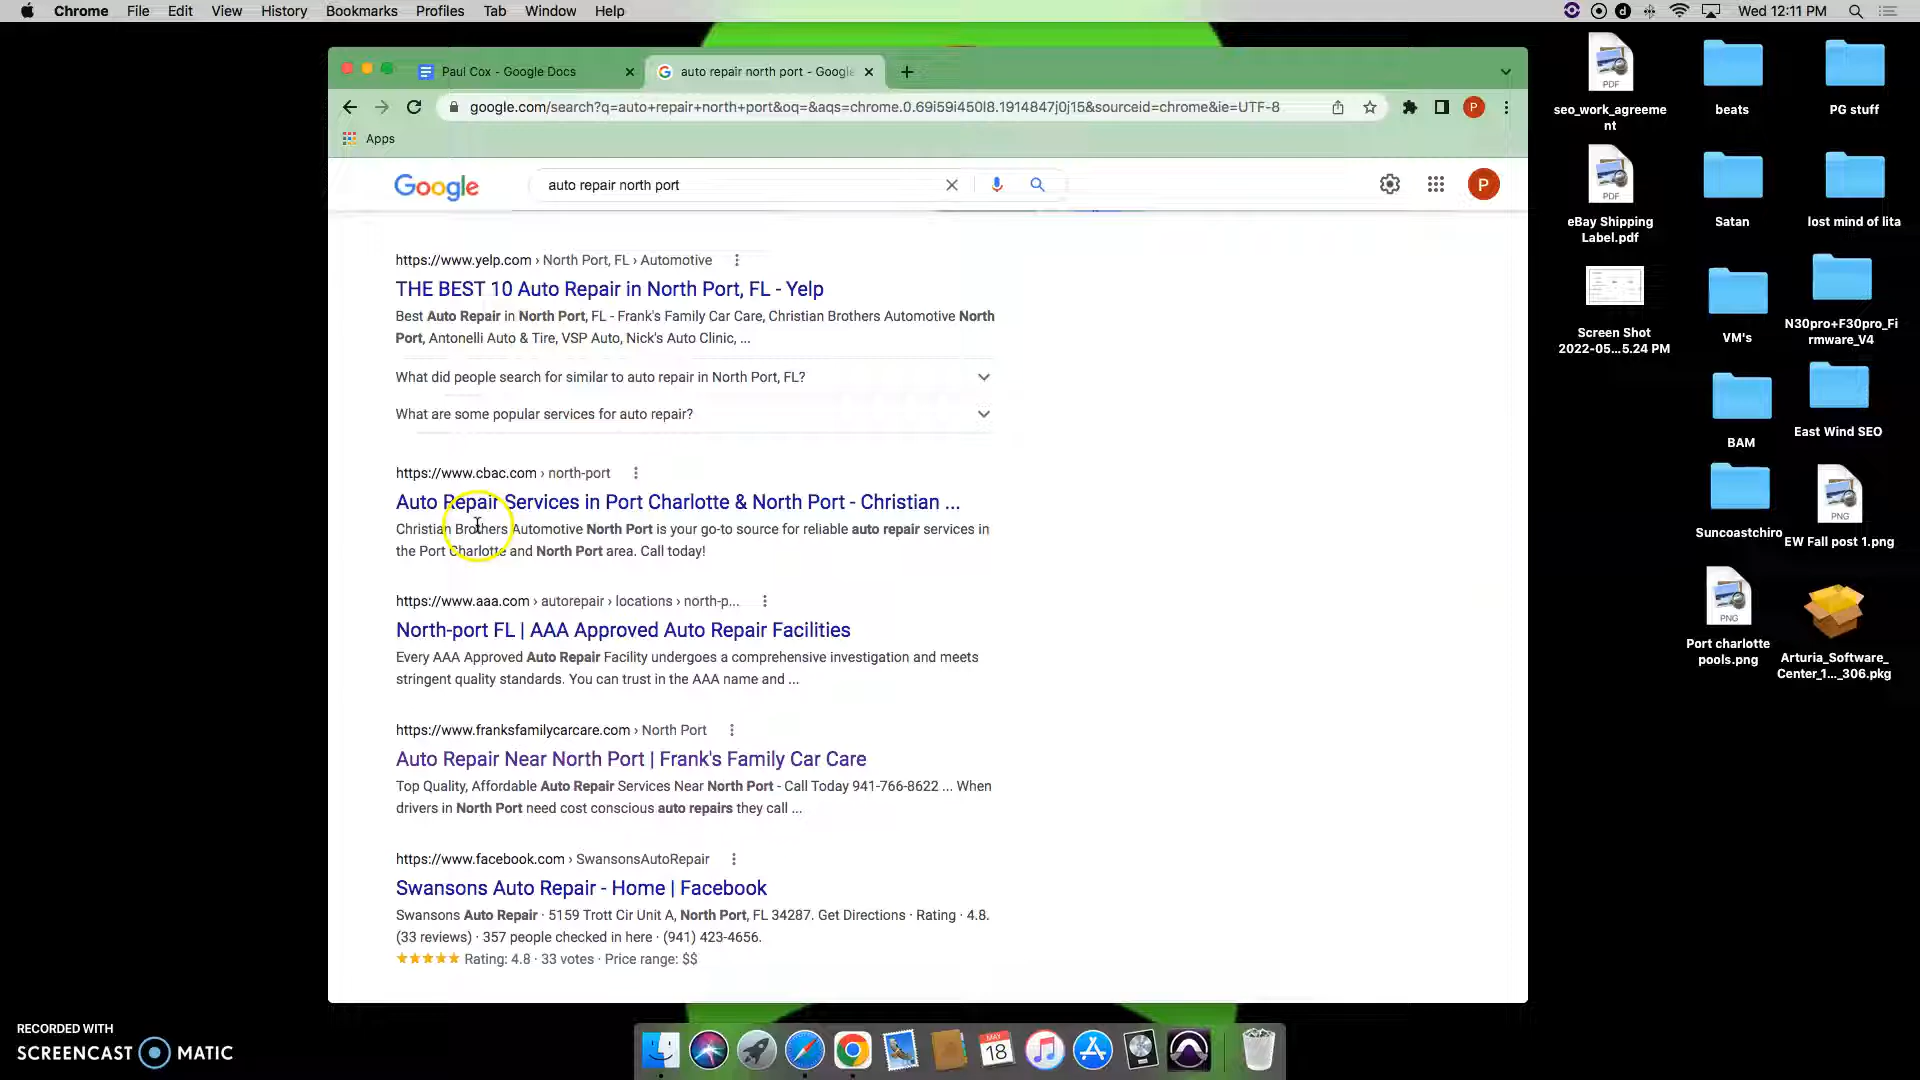 Chrome File Edit View History Bookmarks Profiles Tab Window Help Wed 12:11 PM
Paul Cox - Google Docs
auto repair north port - Google
google.com/search?q=auto+repair+north+port&oq=&aqs=chrome.0.69i59i450l8.1914847j0j15&sourceid=chrome&ie=UTF-8
P
Apps
Google
auto repair north port
P
https://www.yelp.com › North Port, FL › Automotive
THE BEST 10 Auto Repair in North Port, FL - Yelp
Best Auto Repair in North Port, FL - Frank's Family Car Care, Christian Brothers Automotive North
Port, Antonelli Auto & Tire, VSP Auto, Nick's Auto Clinic, ...
What did people search for similar to auto repair in North Port, FL?
What are some popular services for auto repair?
https://www.cbac.com › north-port
Auto Repair Services in Port Charlotte & North Port - Christian ...
Christian Brothers Automotive North Port is your go-to source for reliable auto repair services in
the Port Charlotte and North Port area. Call today!
https://www.aaa.com › autorepair › locations › north-p...
North-port FL | AAA Approved Auto Repair Facilities
Every AAA Approved Auto Repair Facility undergoes a comprehensive investigation and meets
stringent quality standards. You can trust in the AAA name and ...
https://www.franksfamilycarcare.com › North Port
Auto Repair Near North Port | Frank's Family Car Care
Top Quality, Affordable Auto Repair Services Near North Port - Call Today 941-766-8622 ... When
drivers in North Port need cost conscious auto repairs they call ...
https://www.facebook.com › SwansonsAutoRepair
Swansons Auto Repair - Home | Facebook
Swansons Auto Repair · 5159 Trott Cir Unit A, North Port, FL 34287. Get Directions · Rating · 4.8.
(33 reviews) · 357 people checked in here · (941) 423-4656.
Rating: 4.8 · 33 votes · Price range: $$
PDF
seo_work_agreeme
nt
beats
PG stuff
PDF
eBay Shipping
Label.pdf
Satan
lost mind of lita
Screen Shot
2022-05...5.24 PM
VM's
N30pro+F30pro_Fi
rmware_V4
BAM
East Wind SEO
Suncoastchiro
PNG
EW Fall post 1.png
PNG
Port charlotte
pools.png
Arturia_Software_
Center_1..._306.pkg
RECORDED WITH
SCREENCAST MATIC
MAY
18